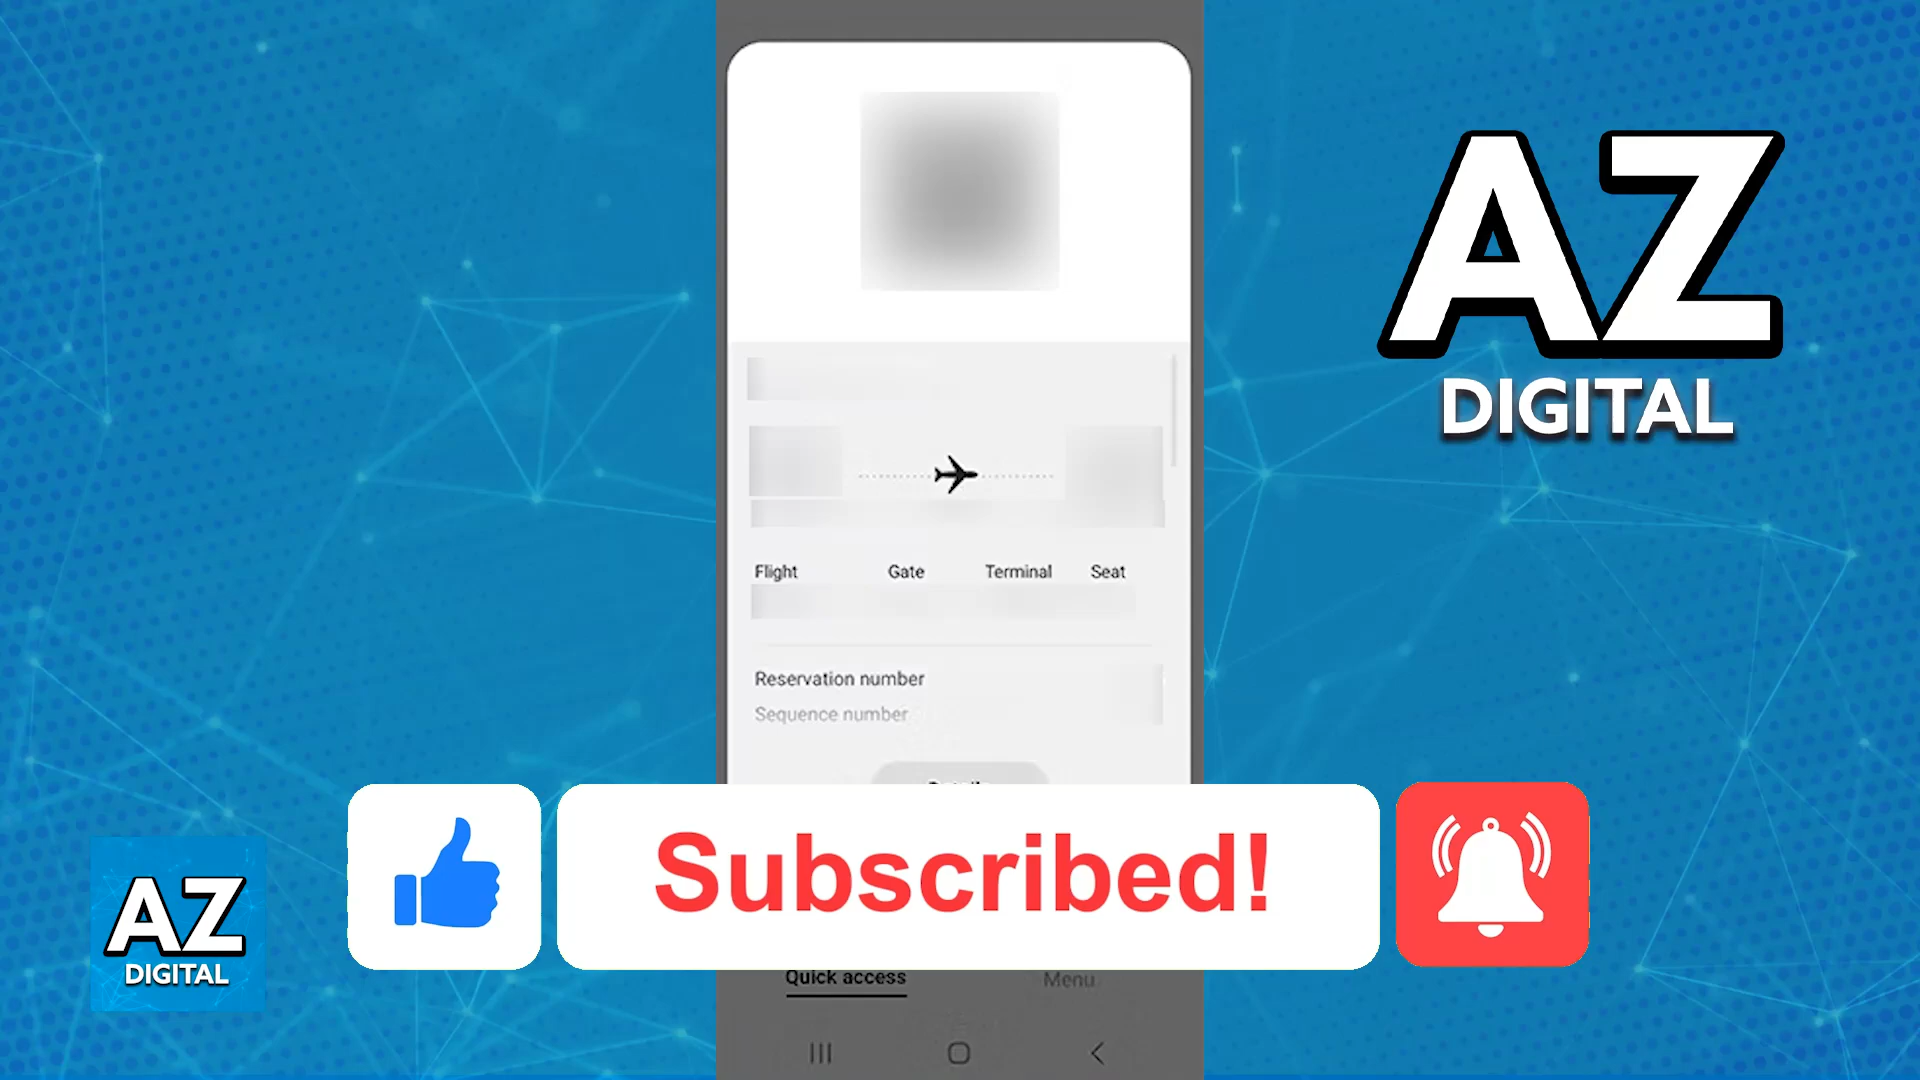 AZ
DIGITAL
Flight Gate Terminal Seat
Reservation number
Sequence number
Subscribed!
AZ
DIGITAL
Quick access Menu